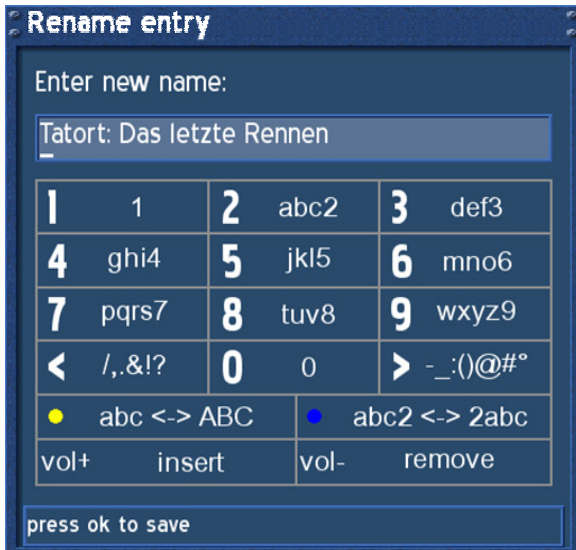 Rename entry
Enter new name:
Tatort: Das letzte Rennen
1 1 2 abc2 3 def3
4 ghi4 5 jkl5 6 mno6
7 pqrs7 8 tuv8 9 wxyz9
< /,.&!? 0 0 > -_:()@#°
abc <-> ABC abc2 <-> 2abc
vol+ insert vol- remove
press ok to save